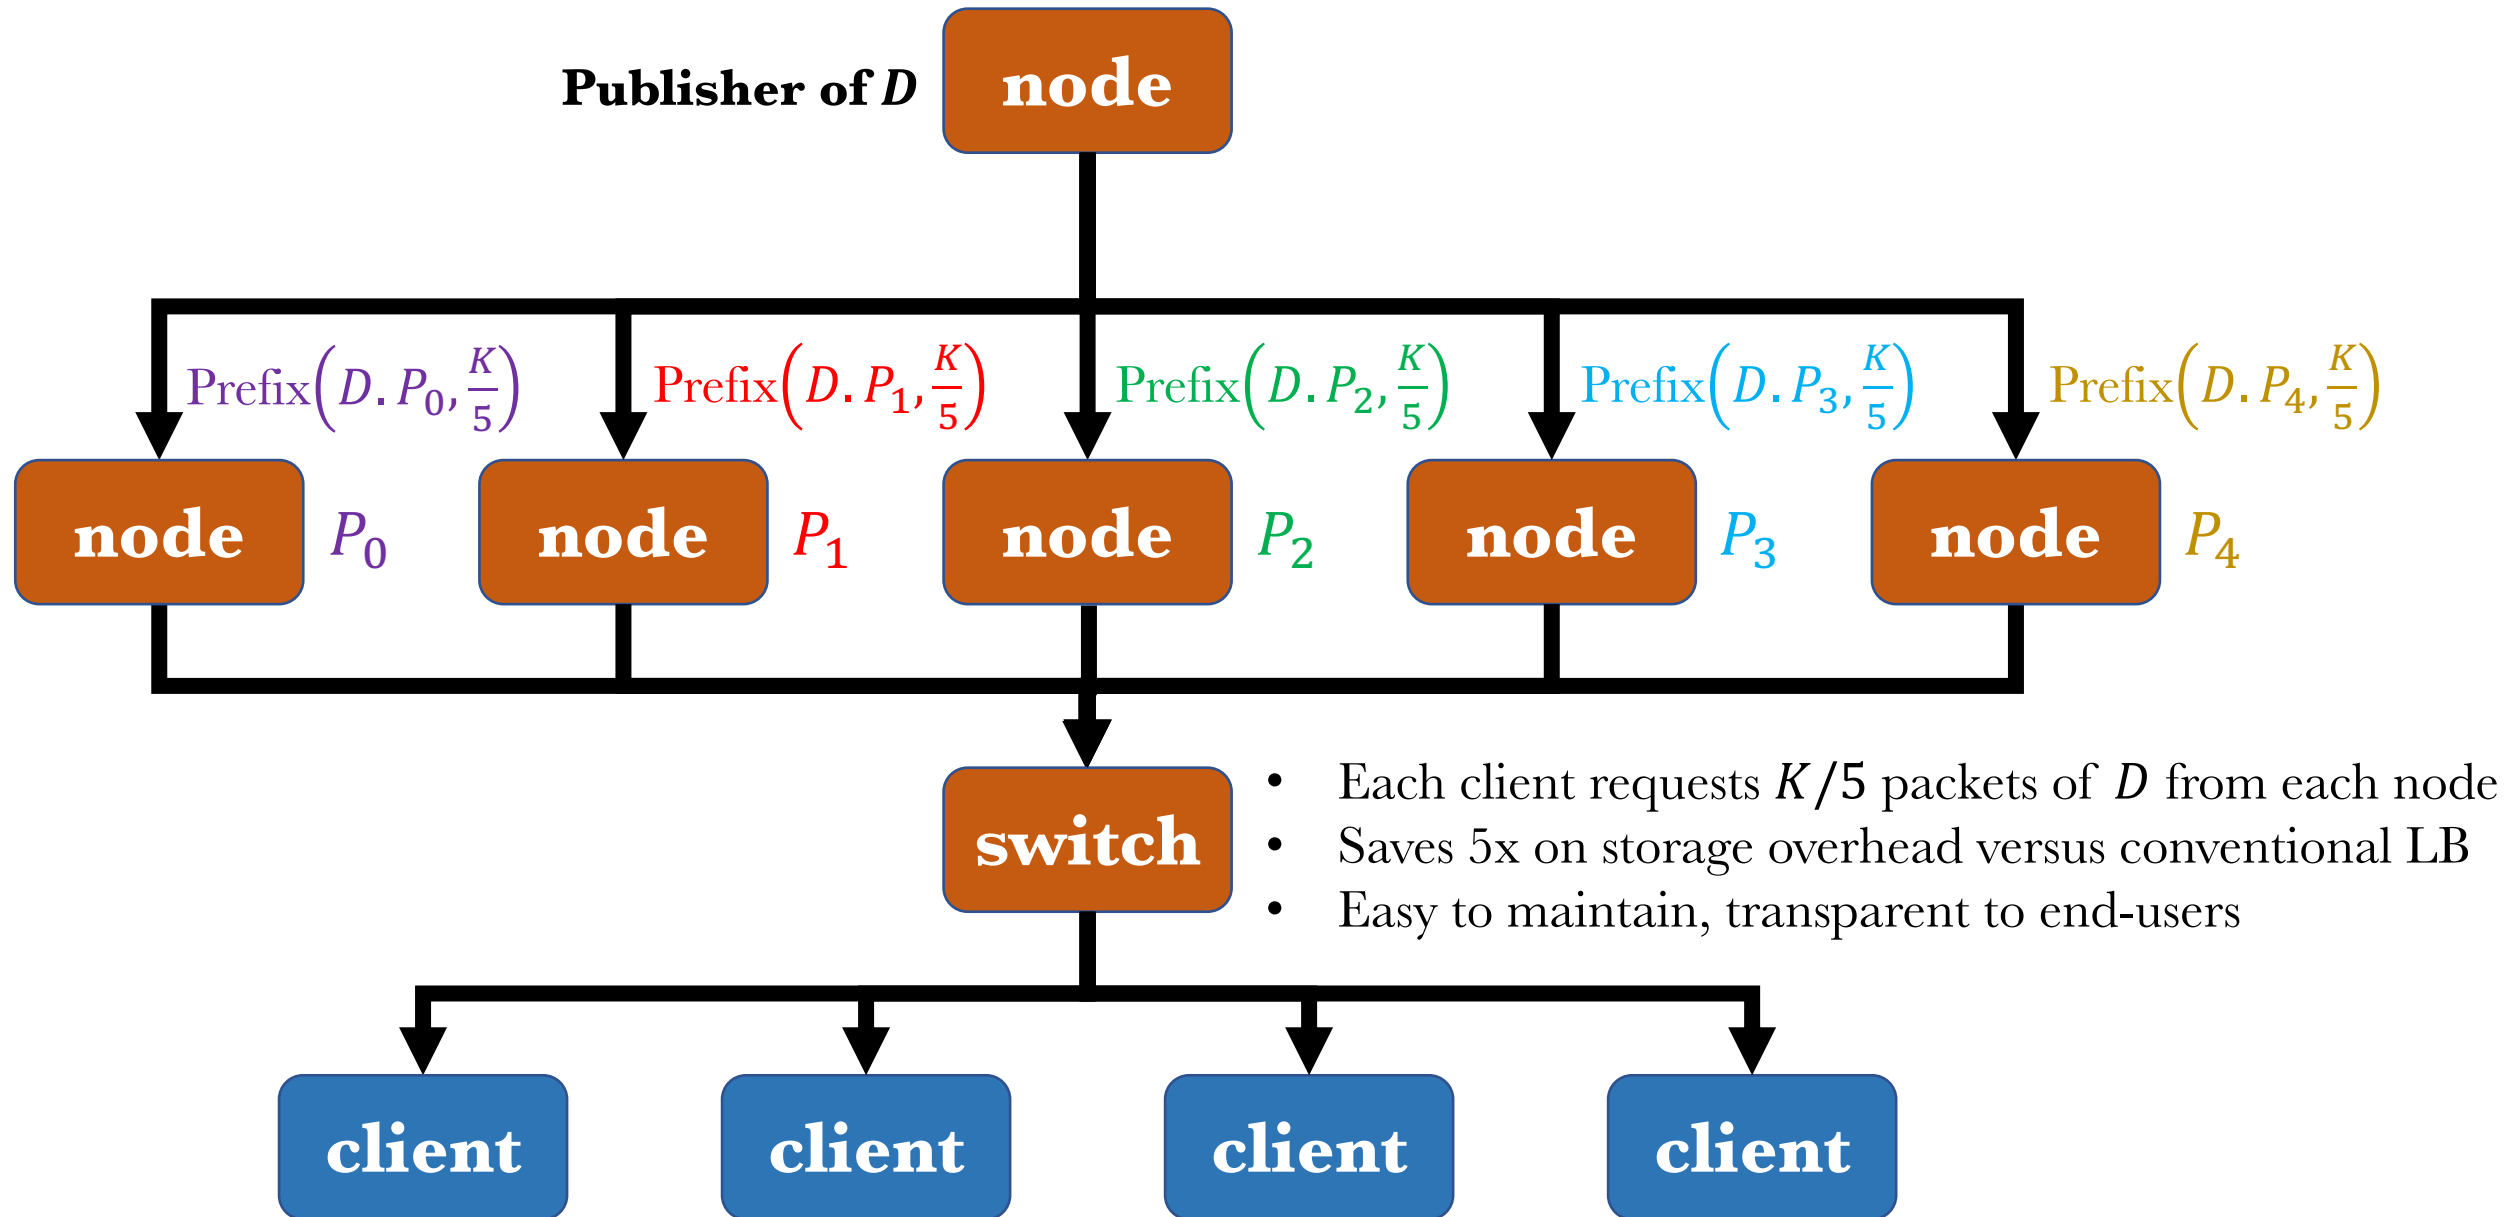 Publisher of D
node
Prefix(D.P₀, K/5)
Prefix(D.P₁, K/5)
Prefix(D.P₂, K/5)
Prefix(D.P₃, K/5)
Prefix(D.P₄, K/5)
node P₀
node P₁
node P₂
node P₃
node P₄
switch
• Each client requests K/5 packets of D from each node
• Saves 5x on storage overhead versus conventional LB
• Easy to maintain, transparent to end-users
client
client
client
client